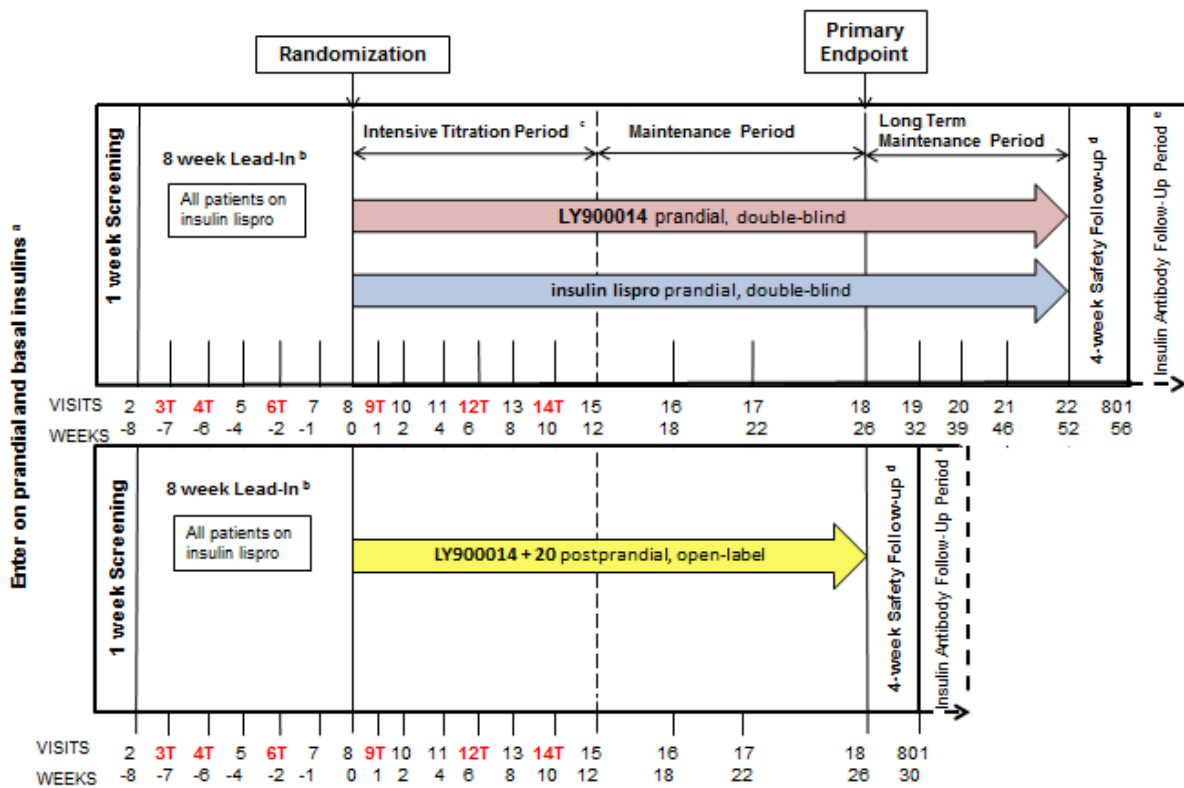 Randomization
Primary
Endpoint
Enter on prandial and basal insulins a
1 week Screening
8 week Lead-In b
All patients on
insulin lispro
Intensive Titration Period c
Maintenance Period
Long Term
Maintenance Period
LY900014 prandial, double-blind
insulin lispro prandial, double-blind
4-week Safety Follow-up d
Insulin Antibody Follow-Up Period e
VISITS 2 3T 4T 5 6T 7 8 9T 10 11 12T 13 14T 15 16 17 18 19 20 21 22 801
WEEKS -8 -7 -6 -4 -2 -1 0 1 2 4 6 8 10 12 18 22 26 32 39 46 52 56
1 week Screening
8 week Lead-In b
All patients on
insulin lispro
LY900014 + 20 postprandial, open-label
4-week Safety Follow-up d
Insulin Antibody Follow-Up Period
VISITS 2 3T 4T 5 6T 7 8 9T 10 11 12T 13 14T 15 16 17 18 801
WEEKS -8 -7 -6 -4 -2 -1 0 1 2 4 6 8 10 12 18 22 26 30